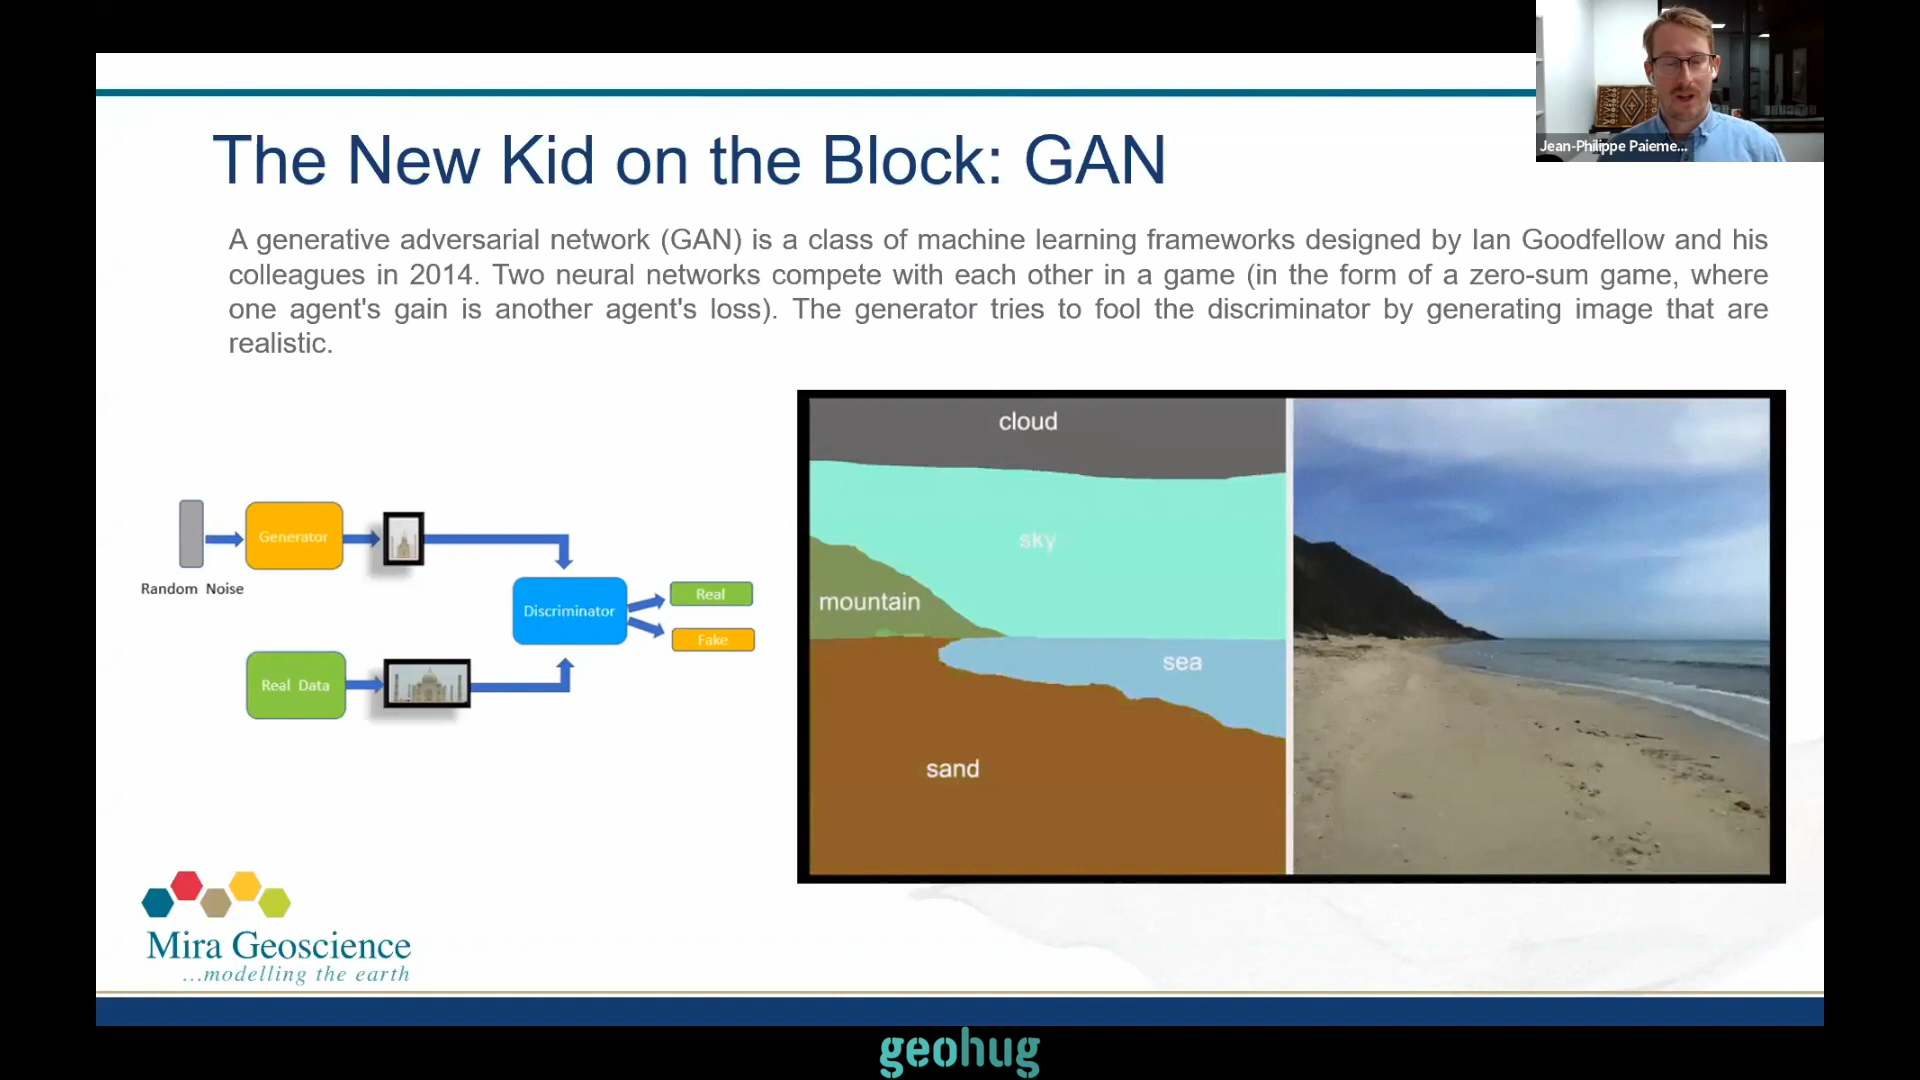 Jean-Philippe Paieme...
The New Kid on the Block: GAN
A generative adversarial network (GAN) is a class of machine learning frameworks designed by Ian Goodfellow and his
colleagues in 2014. Two neural networks compete with each other in a game (in the form of a zero-sum game, where
one agent's gain is another agent's loss). The generator tries to fool the discriminator by generating image that are
realistic.
Generator
Random Noise
Discriminator
Real
Fake
Real Data
cloud
sky
mountain
sea
sand
Mira Geoscience
...modelling the earth
geohug